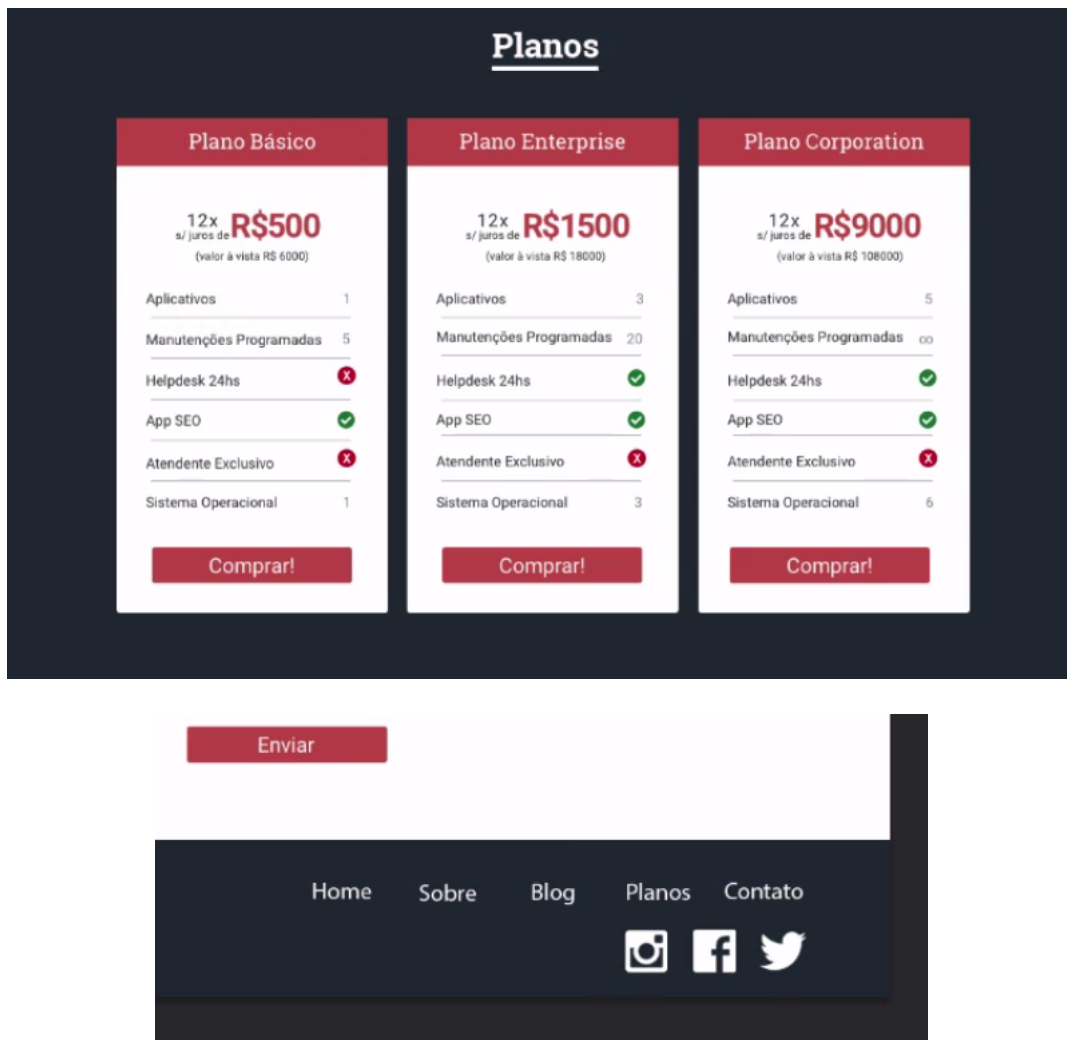 Planos
Plano Básico
12x
s/ juros de R$500
(valor à vista R$ 6000)
Aplicativos 1
Manutenções Programadas 5
Helpdesk 24hs X
App SEO
Atendente Exclusivo X
Sistema Operacional 1
Comprar!
Plano Enterprise
12x
s/ juros de R$1500
(valor à vista R$ 18000)
Aplicativos 3
Manutenções Programadas 20
Helpdesk 24hs
App SEO
Atendente Exclusivo X
Sistema Operacional 3
Comprar!
Plano Corporation
12x
s/ juros de R$9000
(valor à vista R$ 108000)
Aplicativos 5
Manutenções Programadas ∞
Helpdesk 24hs
App SEO
Atendente Exclusivo X
Sistema Operacional 6
Comprar!
Enviar
Home Sobre Blog Planos Contato